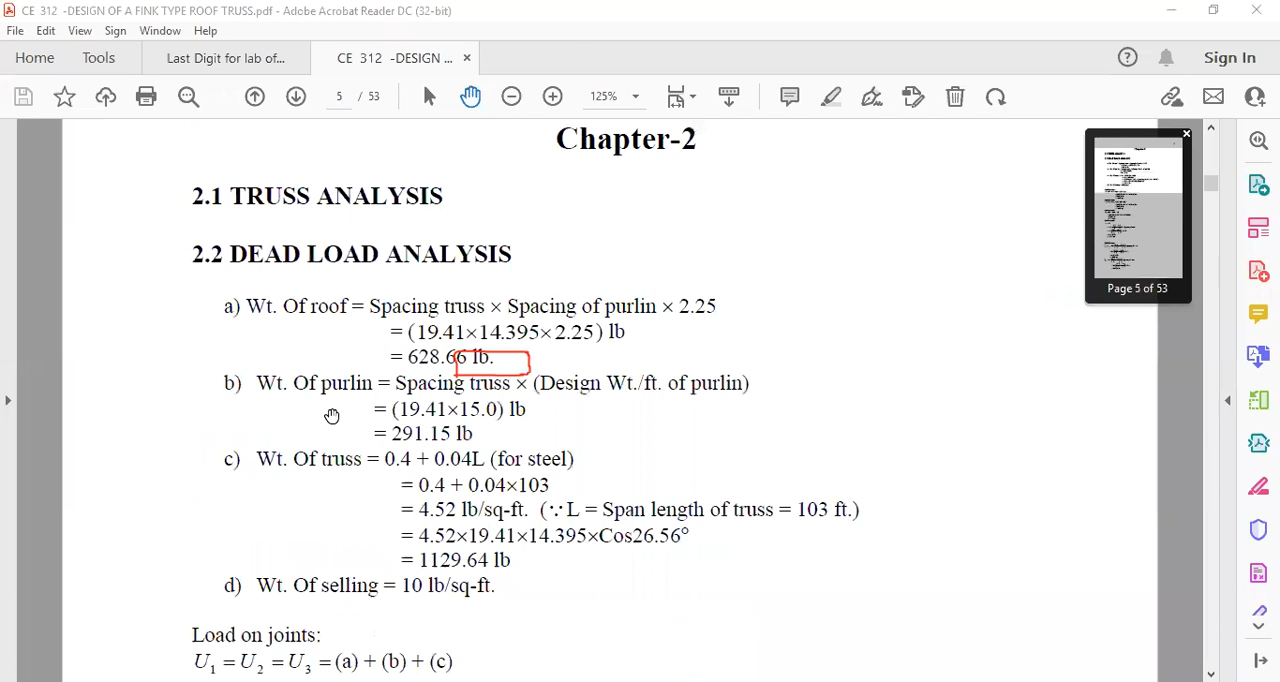 CE 312 -DESIGN OF A FINK TYPE ROOF TRUSS.pdf - Adobe Acrobat Reader DC (32-bit)
File Edit View Sign Window Help
Home Tools Last Digit for lab of... CE 312 -DESIGN ... × Sign In
5 / 53 125%
Chapter-2
2.1 TRUSS ANALYSIS
2.2 DEAD LOAD ANALYSIS
a) Wt. Of roof = Spacing truss × Spacing of purlin × 2.25
= (19.41×14.395×2.25) lb
= 628.66 lb.
b) Wt. Of purlin = Spacing truss × (Design Wt./ft. of purlin)
= (19.41×15.0) lb
= 291.15 lb
c) Wt. Of truss = 0.4 + 0.04L (for steel)
= 0.4 + 0.04×103
= 4.52 lb/sq-ft. (∵L = Span length of truss = 103 ft.)
= 4.52×19.41×14.395×Cos26.56°
= 1129.64 lb
d) Wt. Of selling = 10 lb/sq-ft.
Load on joints:
U₁ = U₂ = U₃ = (a) + (b) + (c)
Page 5 of 53